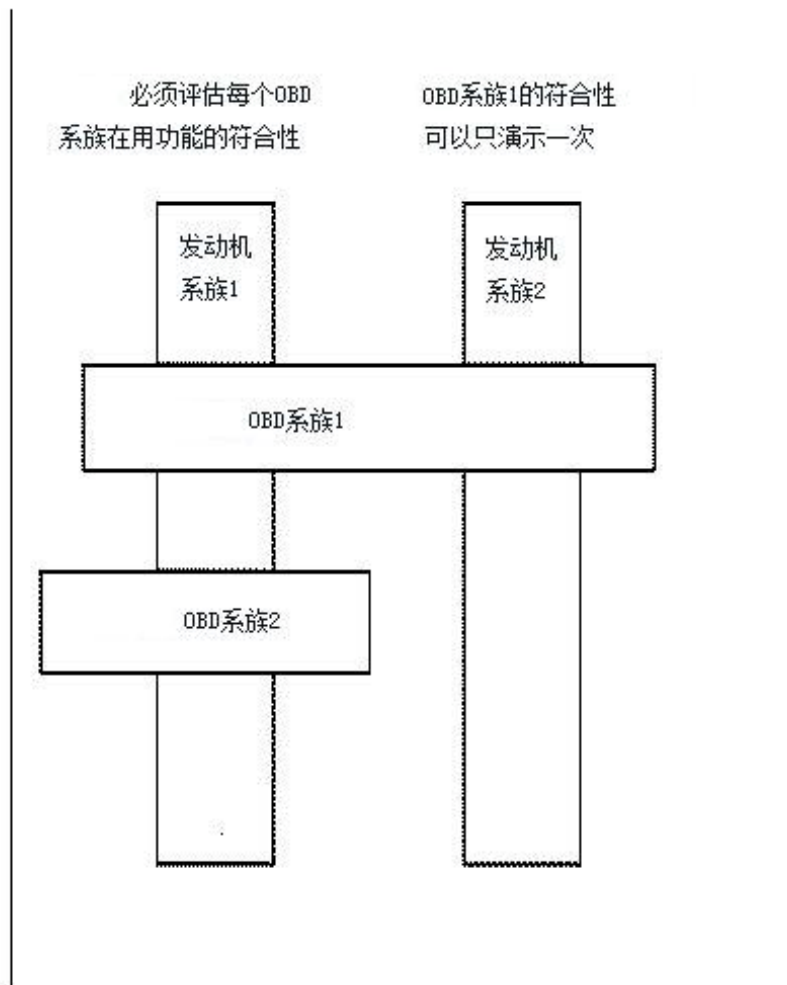 必须评估每个OBD
系族在用功能的符合性
OBD系族1的符合性
可以只演示一次
发动机
系族1
发动机
系族2
OBD系族1
OBD系族2